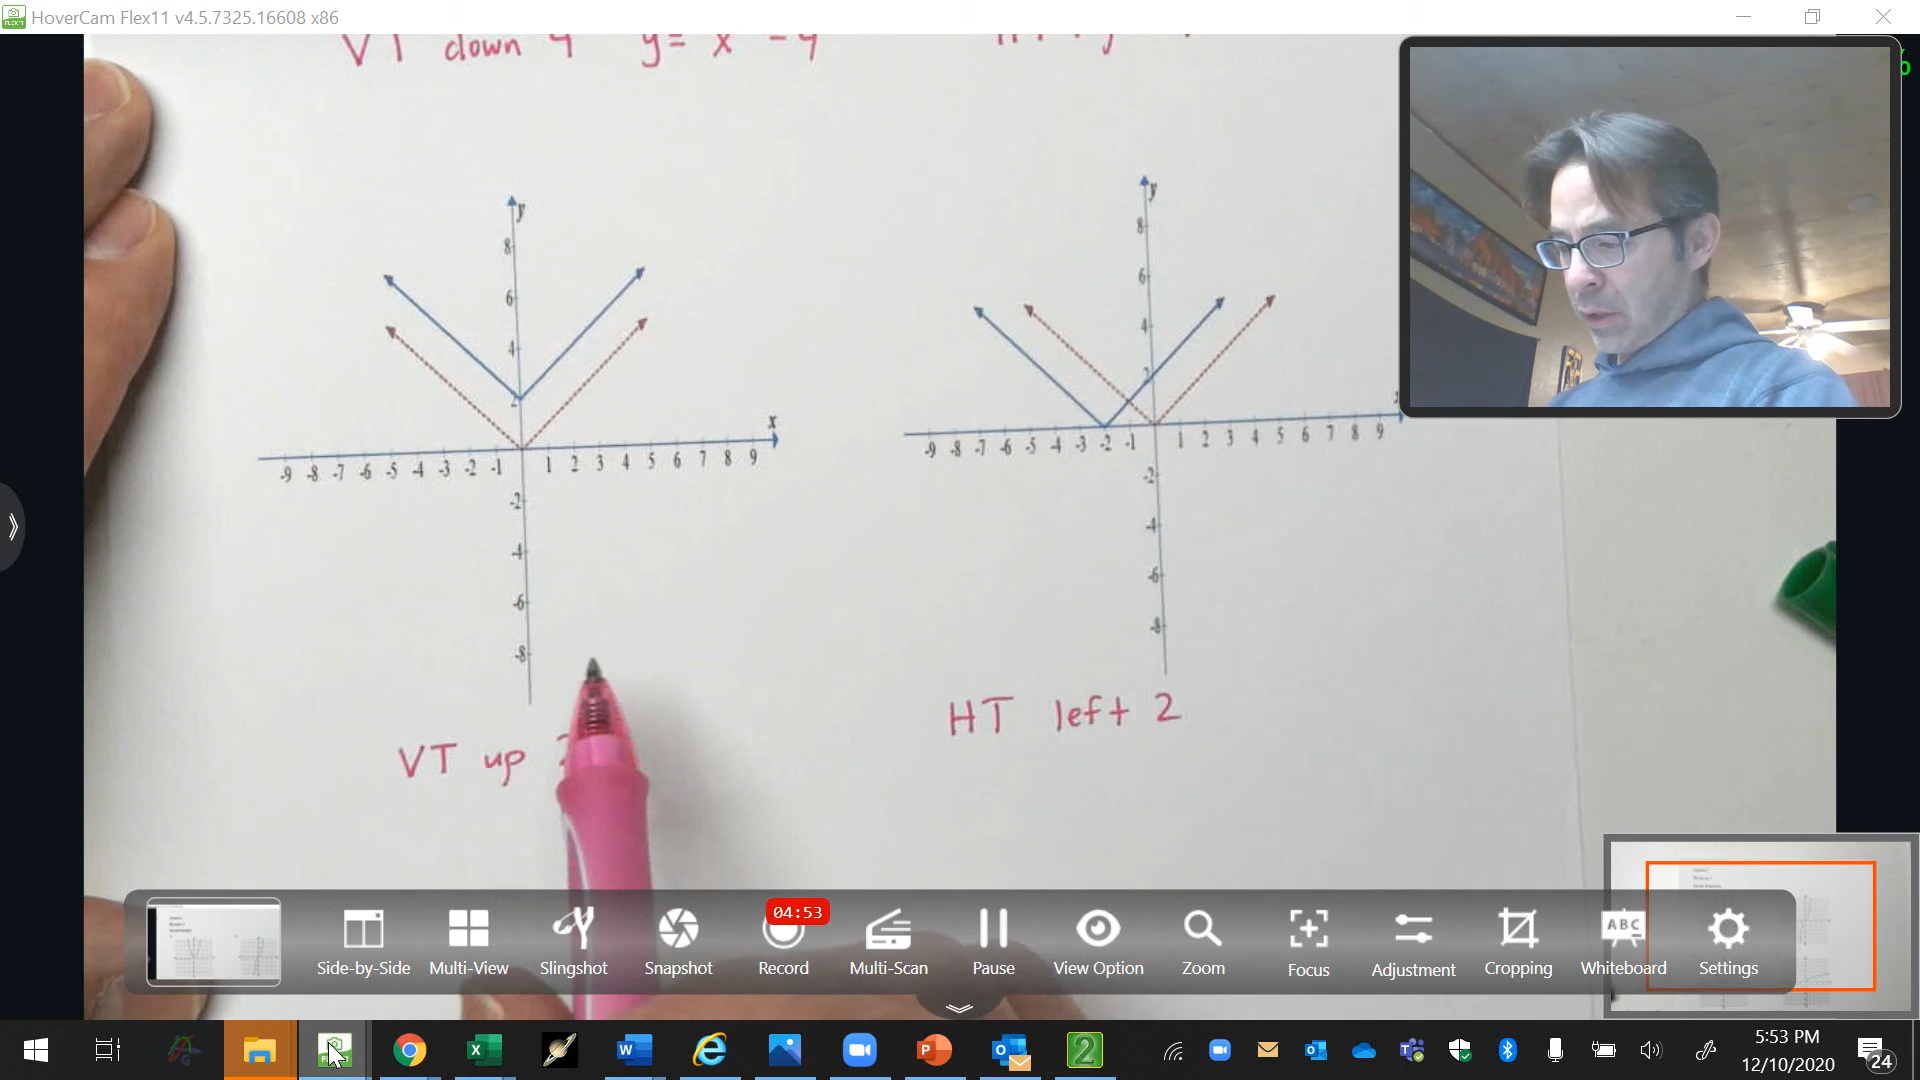 HoverCam Flex11 v4.5.7325.16608 x86
VT down 4 y= x -4
y
8
6
4
2
x
-9 -8 -7 -6 -5 -4 -3 -2 -1 1 2 3 4 5 6 7 8 9
-2
-4
-6
-8
VT up
y
8
6
4
2
-9 -8 -7 -6 -5 -4 -3 -2 -1 1 2 3 4 5 6 7 8 9
-2
-4
-6
-8
HT left 2
04:53
Side-by-Side Multi-View Slingshot Snapshot Record Multi-Scan Pause View Option Zoom Focus Adjustment Cropping ABC Whiteboard Settings
5:53 PM
12/10/2020
24